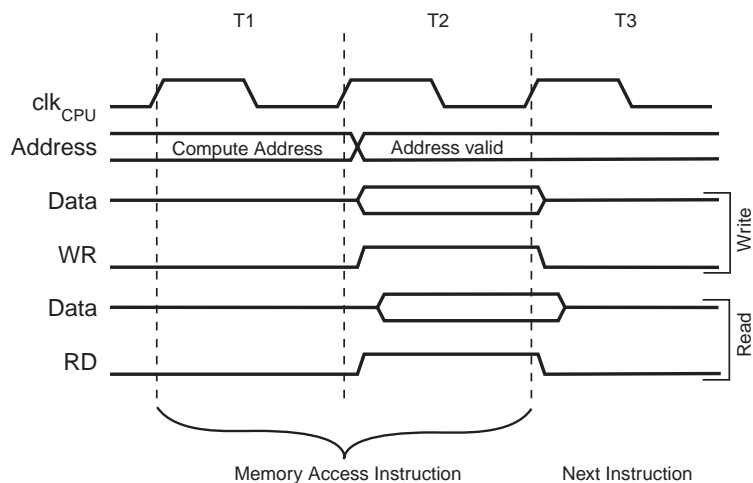 T1 T2 T3
clkCPU
Address Compute Address Address valid
Data
WR
Write
Data
RD
Read
Memory Access Instruction Next Instruction